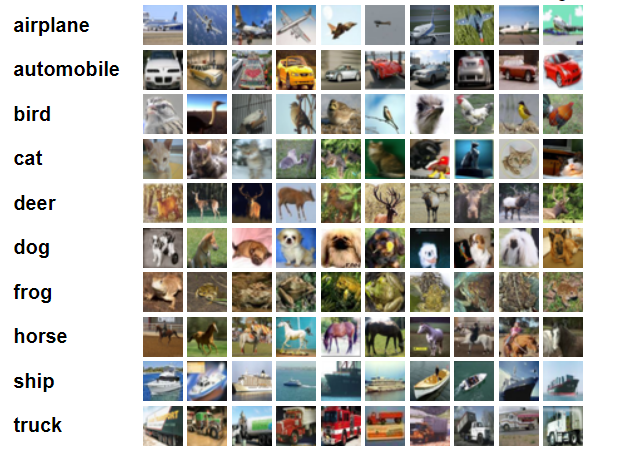 airplane
automobile
bird
cat
deer
dog
frog
horse
ship
truck